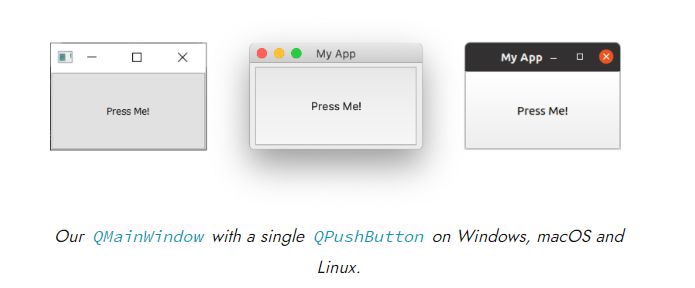 My App
My App
Press Me!
Press Me!
Press Me!
Our QMainWindow with a single QPushButton on Windows, macOS and
Linux.